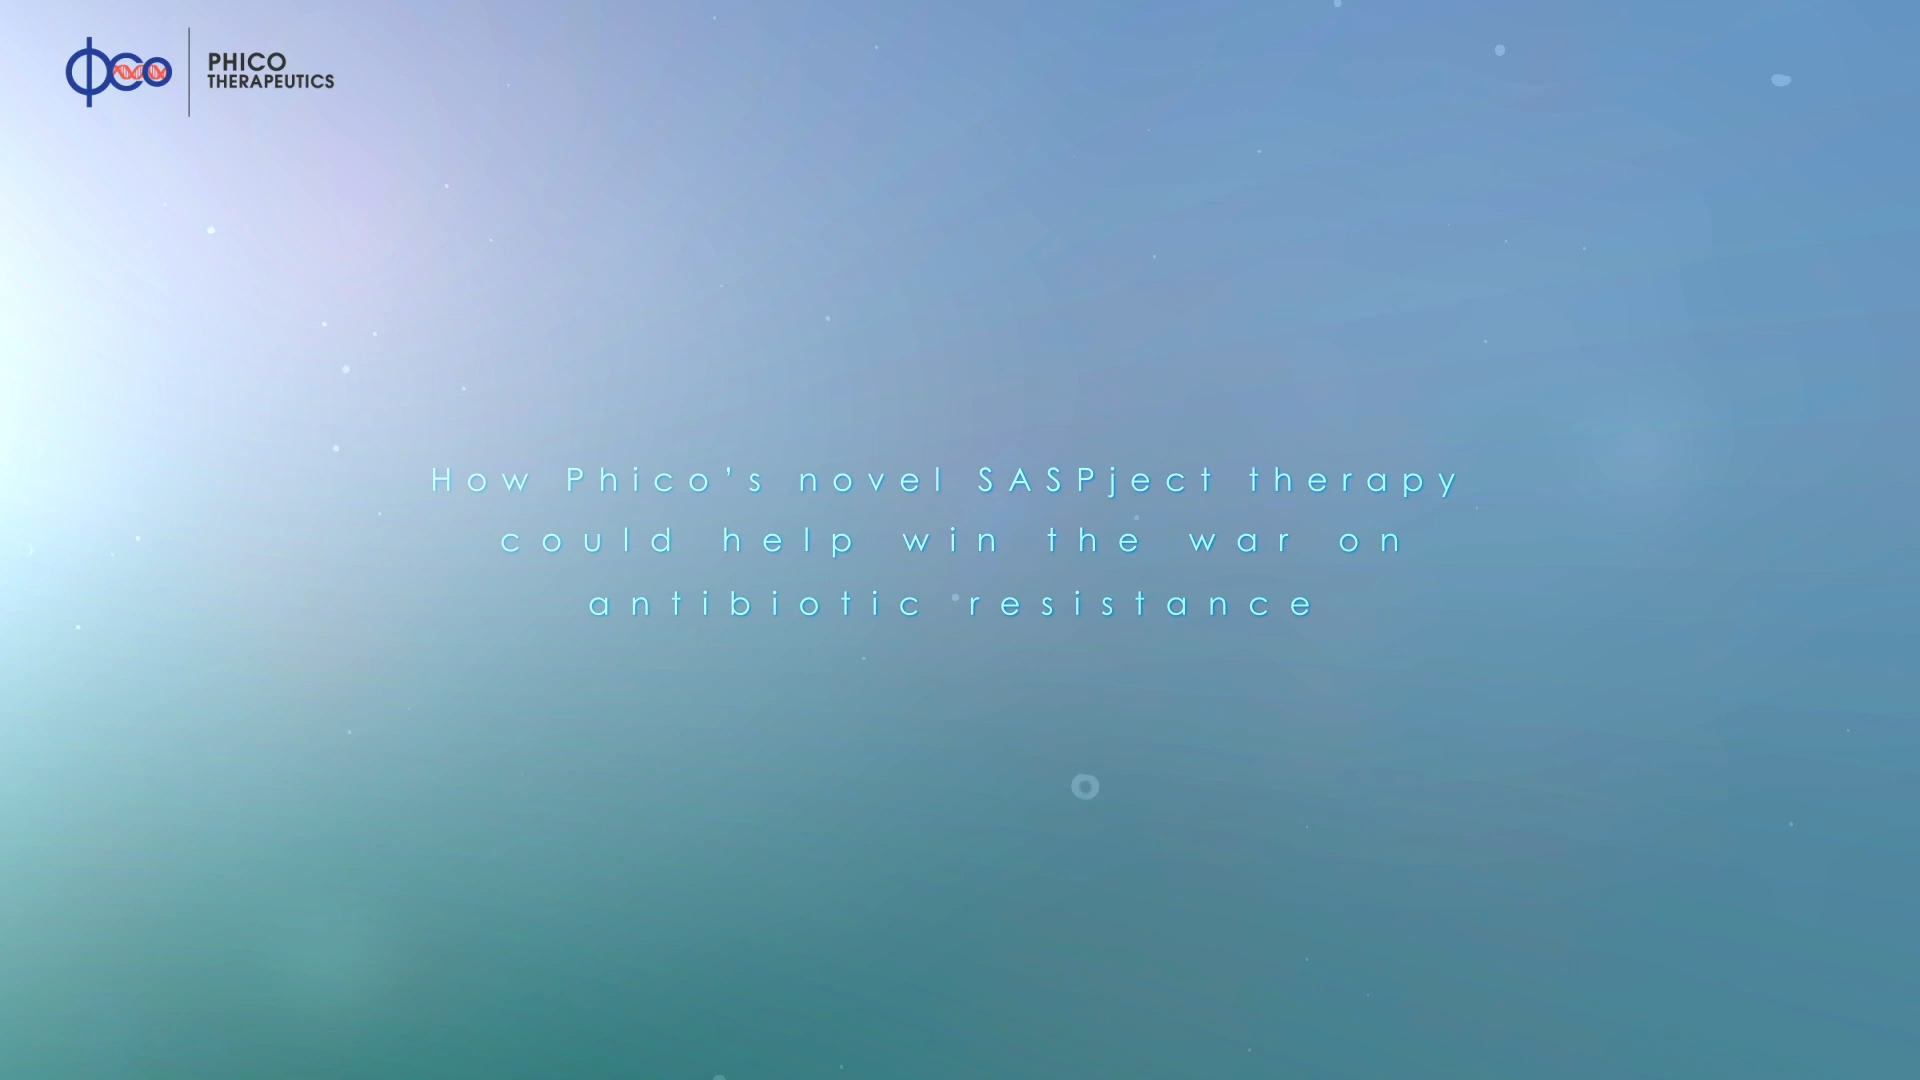 PHICO
THERAPEUTICS
How Phico’s novel SASPject therapy
could help win the war on
antibiotic resistance